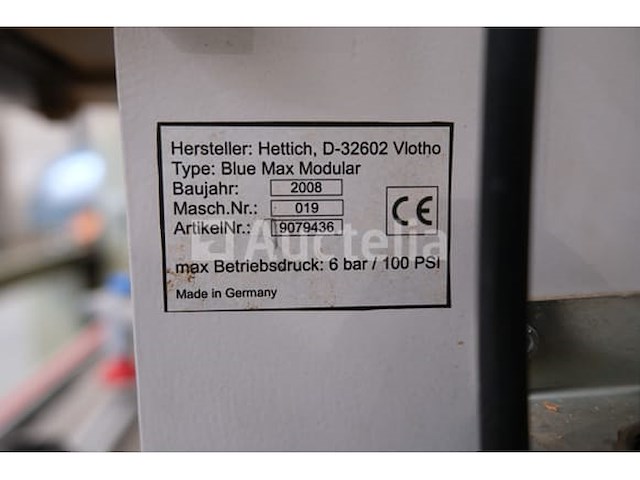 Hersteller: Hettich, D-32602 Vlotho
Type: Blue Max Modular
Baujahr: 2008
Masch.Nr.: 019
ArtikelNr.: 9079436
CE
Auctelia
max Betriebsdruck: 6 bar / 100 PSI
Made in Germany